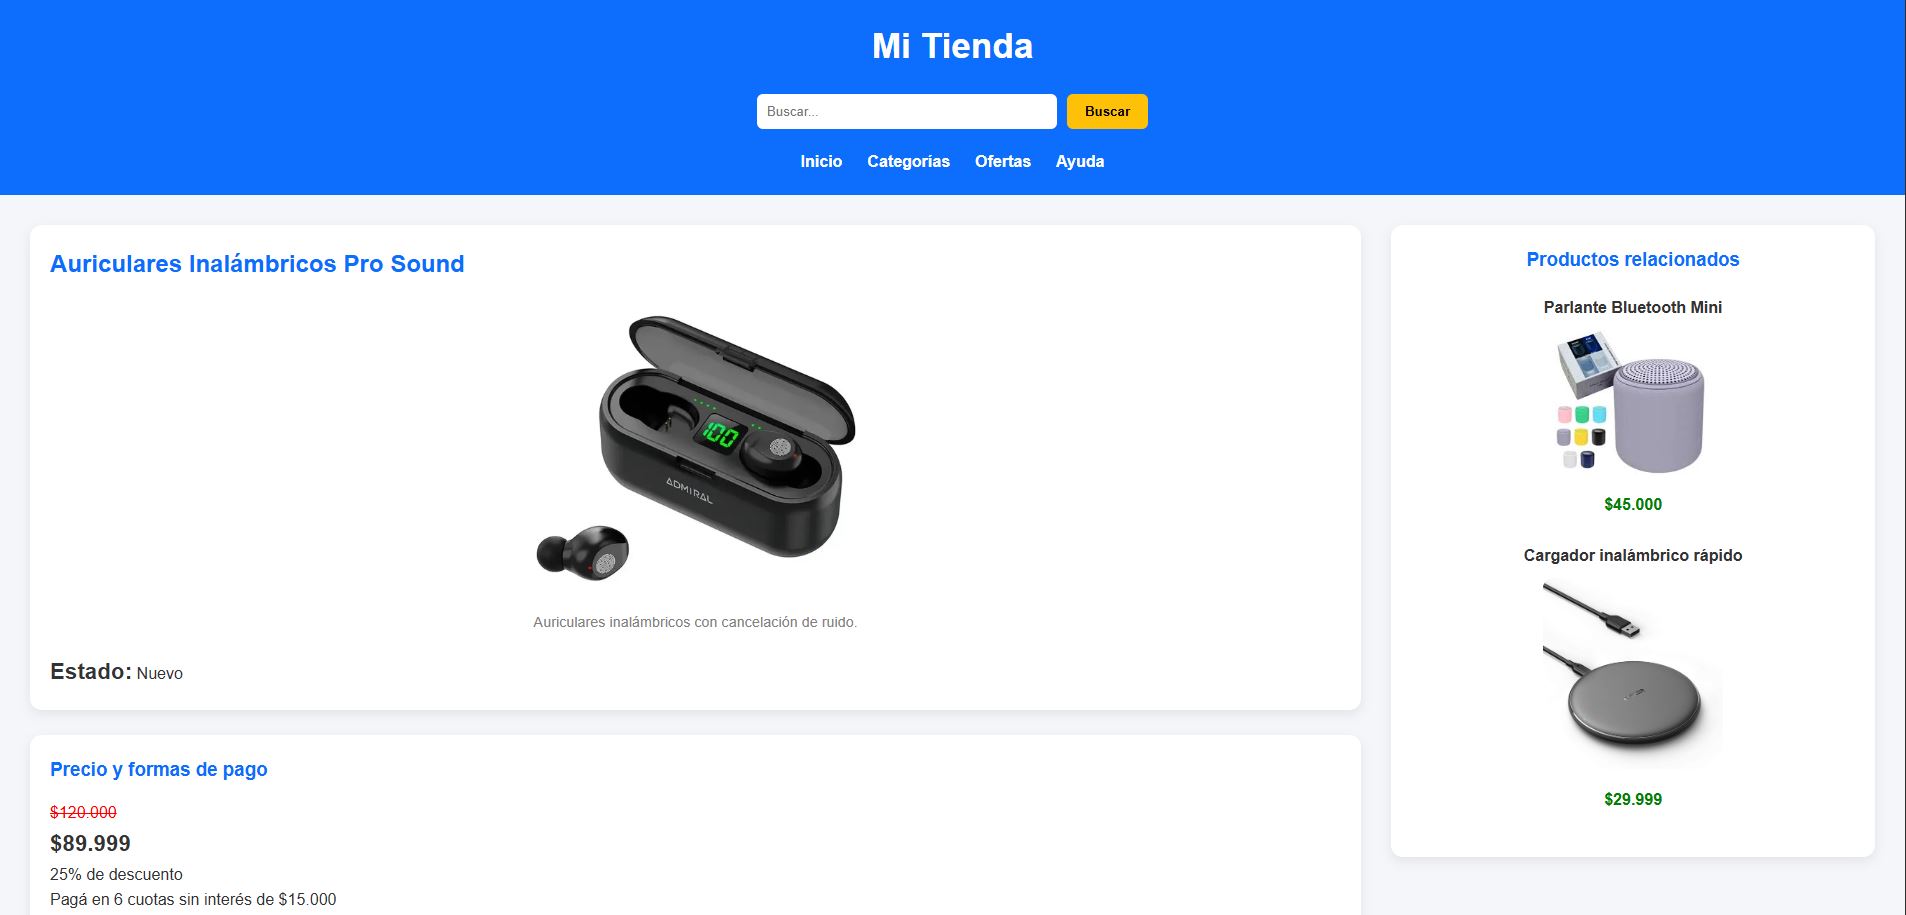 Mi Tienda
Buscar...
Buscar
Inicio Categorías Ofertas Ayuda
Auriculares Inalámbricos Pro Sound
100
ADMIRAL
Auriculares inalámbricos con cancelación de ruido.
Estado: Nuevo
Precio y formas de pago
$120.000
$89.999
25% de descuento
Pagá en 6 cuotas sin interés de $15.000
Productos relacionados
Parlante Bluetooth Mini
$45.000
Cargador inalámbrico rápido
$29.999